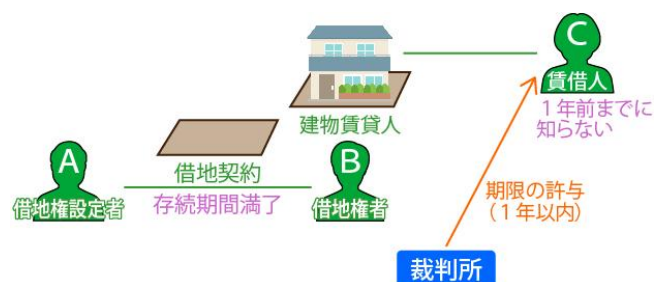 C
賃借人
1年前までに
知らない
建物賃貸人
A
借地権設定者
借地契約
存続期間満了
B
借地権者
期限の許与
（1年以内）
裁判所